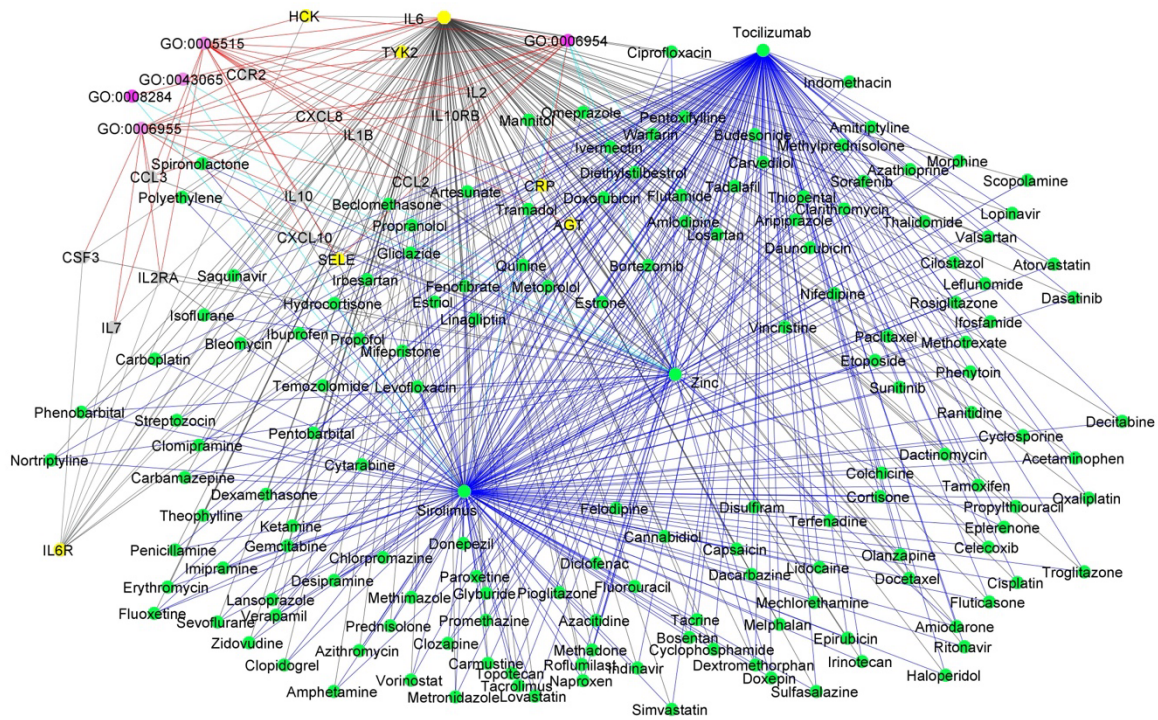 HCK
IL6
Tocilizumab
GO:0005515
GO:0006954
TYK2
Ciprofloxacin
GO:0043065
CCR2
Indomethacin
GO:0008284
IL2
CXCL8
IL10RB
Mannitol
Omeprazole
Pentoxifylline
GO:0006955
IL1B
Warfarin
Budesonide
Amitriptyline
Ivermectin
Methylprednisolone
Spironolactone
Carvedilol
Morphine
CCL3
CCL2
Diethylstilbestrol
Azathioprine
Scopolamine
Polyethylene
IL10
Artesunate
CRP
Doxorubicin
Flutamide
Tadalafil
Thiopental
Sorafenib
Beclomethasone
Tramadol
Clarithromycin
Lopinavir
Propranolol
AGT
Amlodipine
Aripiprazole
Thalidomide
CXCL10
Losartan
Valsartan
CSF3
SELE
Gliclazide
Daunorubicin
IL2RA
Saquinavir
Irbesartan
Quinine
Bortezomib
Cilostazol
Atorvastatin
Fenofibrate
Metoprolol
Leflunomide
Hydrocortisone
Estriol
Estrone
Nifedipine
Rosiglitazone
Dasatinib
Isoflurane
Linagliptin
Ifosfamide
IL7
Ibuprofen
Propofol
Vincristine
Paclitaxel
Methotrexate
Bleomycin
Mifepristone
Carboplatin
Etoposide
Phenytoin
Temozolomide
Levofloxacin
Zinc
Sunitinib
Phenobarbital
Streptozocin
Ranitidine
Decitabine
Pentobarbital
Cyclosporine
Clomipramine
Nortriptyline
Cytarabine
Dactinomycin
Acetaminophen
Carbamazepine
Colchicine
Tamoxifen
Dexamethasone
Cortisone
Oxaliplatin
Sirolimus
Felodipine
Disulfiram
Propylthiouracil
Theophylline
Ketamine
Terfenadine
Eplerenone
IL6R
Penicillamine
Gemcitabine
Donepezil
Cannabidiol
Celecoxib
Chlorpromazine
Capsaicin
Olanzapine
Imipramine
Diclofenac
Lidocaine
Troglitazone
Erythromycin
Desipramine
Paroxetine
Dacarbazine
Docetaxel
Cisplatin
Glyburide
Pioglitazone
Fluorouracil
Lansoprazole
Methimazole
Mechlorethamine
Fluticasone
Fluoxetine
Sevoflurane
Verapamil
Prednisolone
Promethazine
Azacitidine
Tacrine
Melphalan
Amiodarone
Zidovudine
Clozapine
Bosentan
Epirubicin
Azithromycin
Methadone
Cyclophosphamide
Ritonavir
Clopidogrel
Carmustine
Roflumilast
Indinavir
Dextromethorphan
Irinotecan
Topotecan
Doxepin
Haloperidol
Amphetamine
Vorinostat
Tacrolimus
Naproxen
Metronidazole
Lovastatin
Sulfasalazine
Simvastatin